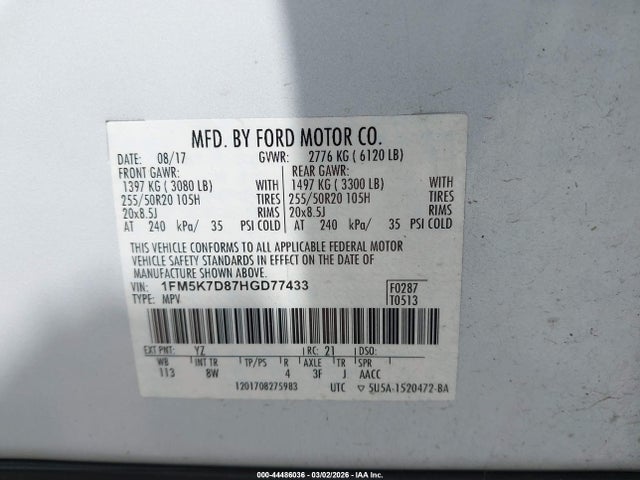 MFD. BY FORD MOTOR CO.
DATE: 08/17 GVWR: 2776 KG ( 6120 LB)
FRONT GAWR: REAR GAWR:
1397 KG ( 3080 LB) WITH 1497 KG ( 3300 LB) WITH
255/50R20 105H TIRES 255/50R20 105H TIRES
20x8.5J RIMS 20x8.5J RIMS
AT 240 kPa/ 35 PSI COLD AT 240 kPa/ 35 PSI COLD
THIS VEHICLE CONFORMS TO ALL APPLICABLE FEDERAL MOTOR
VEHICLE SAFETY STANDARDS IN EFFECT ON THE DATE OF
MANUFACTURE SHOWN ABOVE.
VIN: 1FM5K7D87HGD77433 F0287
TYPE: MPV T0513
EXT PNT: YZ RC: 21 DSO:
WB INT TR TP/PS R AXLE TR SPR
113 8W 4 3F J AACC
1201708275983 UTC ▽ 5U5A-1520472-BA
000-44486036 - 03/02/2026 - IAA Inc.